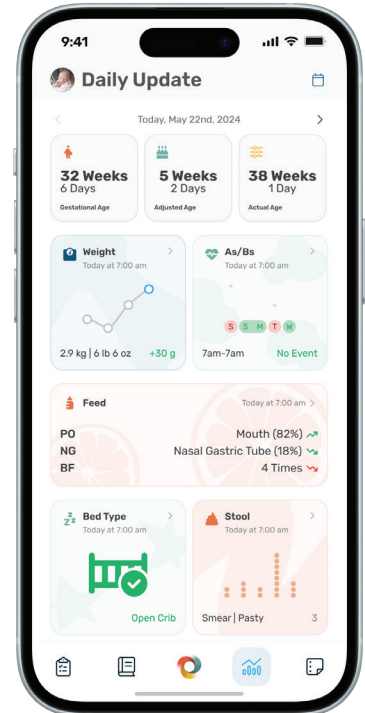 9:41
Daily Update
Today, May 22nd, 2024
32 Weeks
6 Days
Gestational Age
5 Weeks
2 Days
Adjusted Age
38 Weeks
1 Day
Actual Age
Weight
Today at 7:00 am
2.9 kg | 6 lb 6 oz +30 g
As/Bs
Today at 7:00 am
S S M T W
7am-7am No Event
Feed Today at 7:00 am
PO Mouth (82%)
NG Nasal Gastric Tube (18%)
BF 4 Times
Bed Type
Today at 7:00 am
Open Crib
Stool
Today at 7:00 am
Smear | Pasty 3